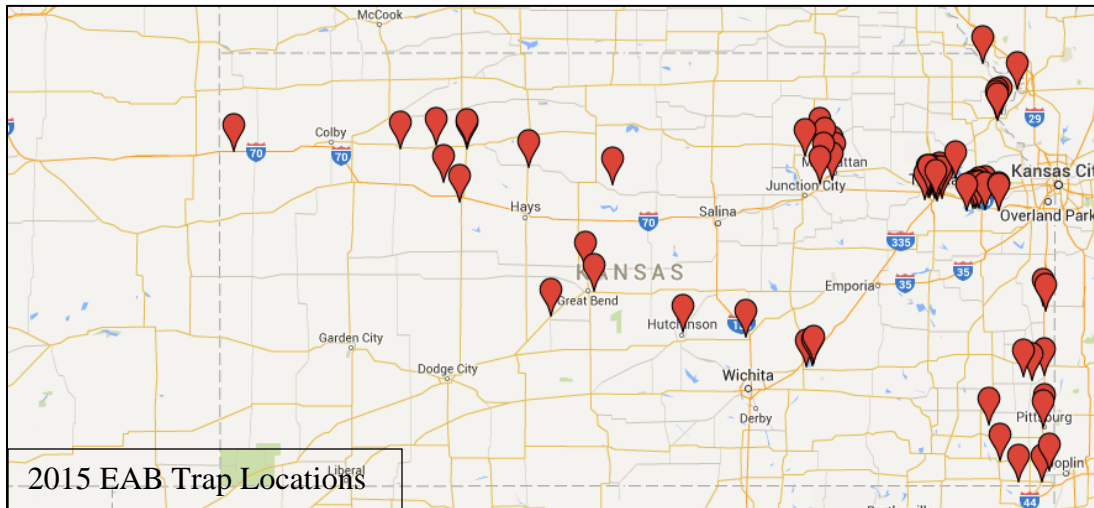 McCook
29
Colby
70
70
Manhattan
Junction City
Kansas City
Overland Park
Hays
70
Salina
335
KANSAS
35
35
Emporia
Great Bend
Hutchinson
Garden City
Dodge City
Wichita
Derby
Pittsburg
Liberal
Joplin
44
2015 EAB Trap Locations